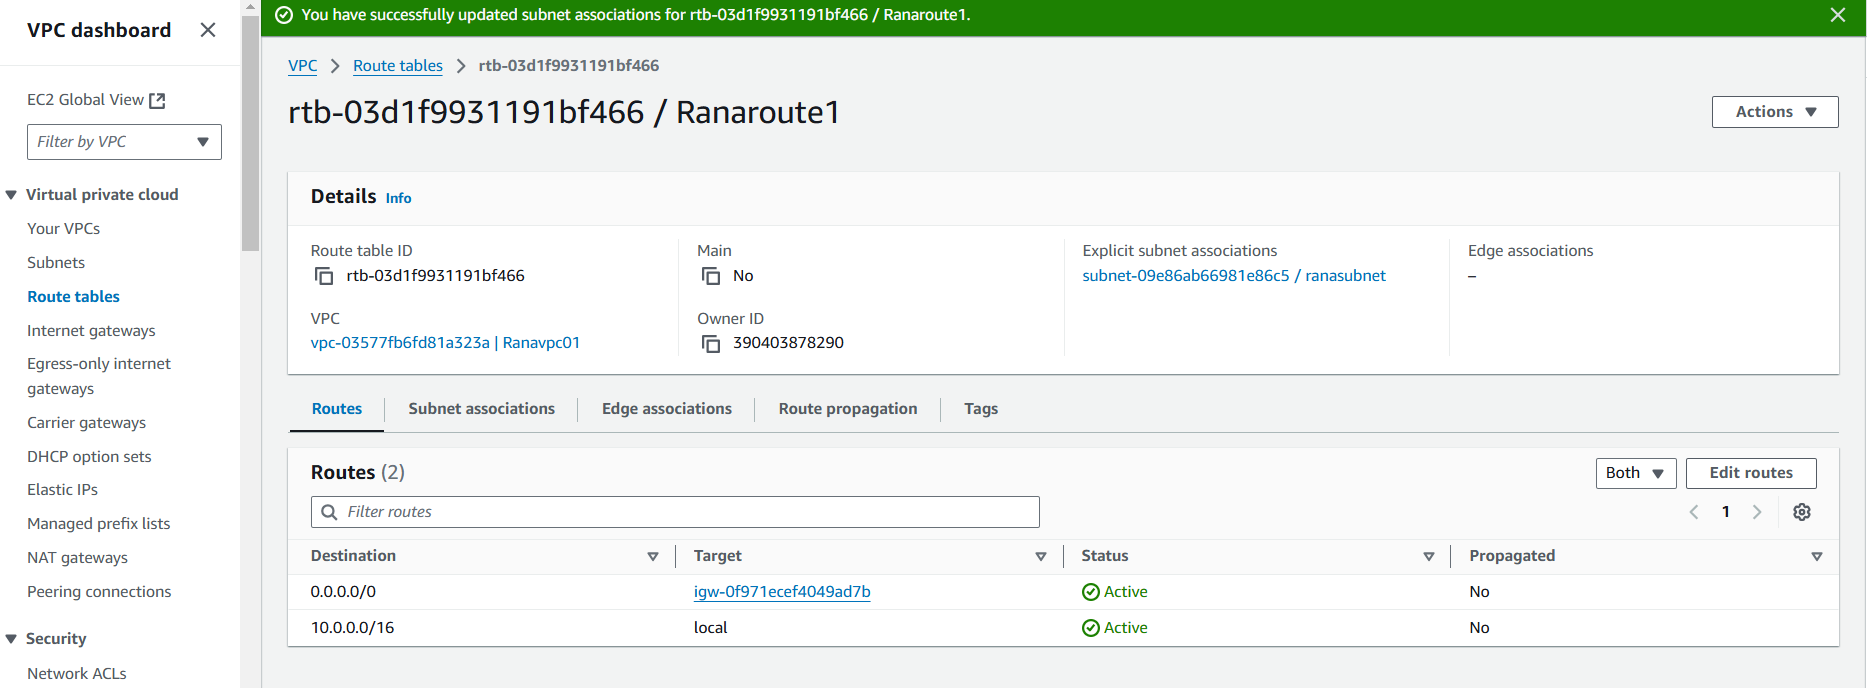 You have successfully updated subnet associations for rtb-03d1f9931191bf466 / Ranaroute1.
VPC dashboard
EC2 Global View
Filter by VPC
Virtual private cloud
Your VPCs
Subnets
Route tables
Internet gateways
Egress-only internet
gateways
Carrier gateways
DHCP option sets
Elastic IPs
Managed prefix lists
NAT gateways
Peering connections
Security
Network ACLs
VPC > Route tables > rtb-03d1f9931191bf466
rtb-03d1f9931191bf466 / Ranaroute1
Actions
Details Info
Route table ID
rtb-03d1f9931191bf466
Main
No
Explicit subnet associations
subnet-09e86ab66981e86c5 / ranasubnet
Edge associations
–
VPC
vpc-03577fb6fd81a323a | Ranavpc01
Owner ID
390403878290
Routes Subnet associations Edge associations Route propagation Tags
Routes (2)
Both
Edit routes
Filter routes
1
Destination Target Status Propagated
0.0.0.0/0 igw-0f971ecef4049ad7b Active No
10.0.0.0/16 local Active No